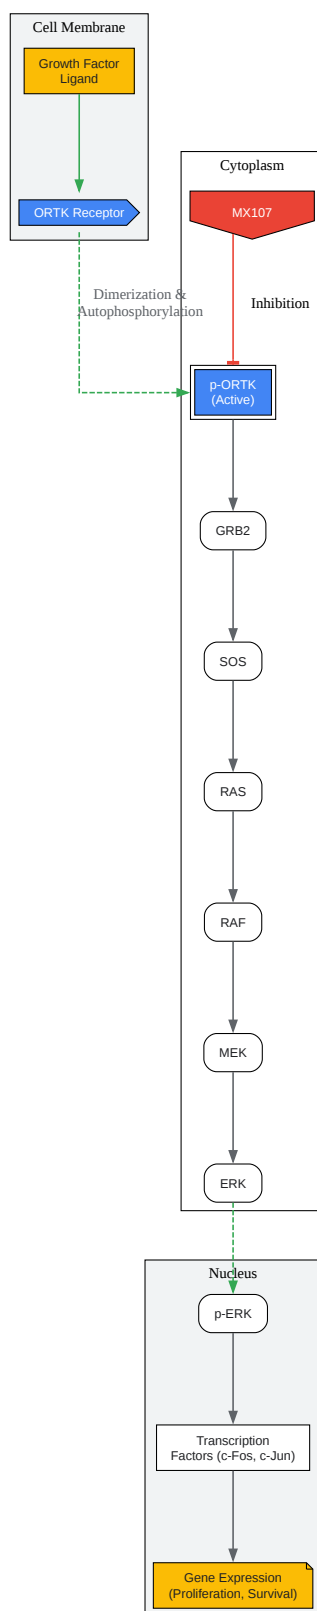 Cell Membrane
Growth Factor
Ligand
ORTK Receptor
Cytoplasm
MX107
Dimerization &
Autophosphorylation
Inhibition
p-ORTK
(Active)
GRB2
SOS
RAS
RAF
MEK
ERK
Nucleus
p-ERK
Transcription
Factors (c-Fos, c-Jun)
Gene Expression
(Proliferation, Survival)